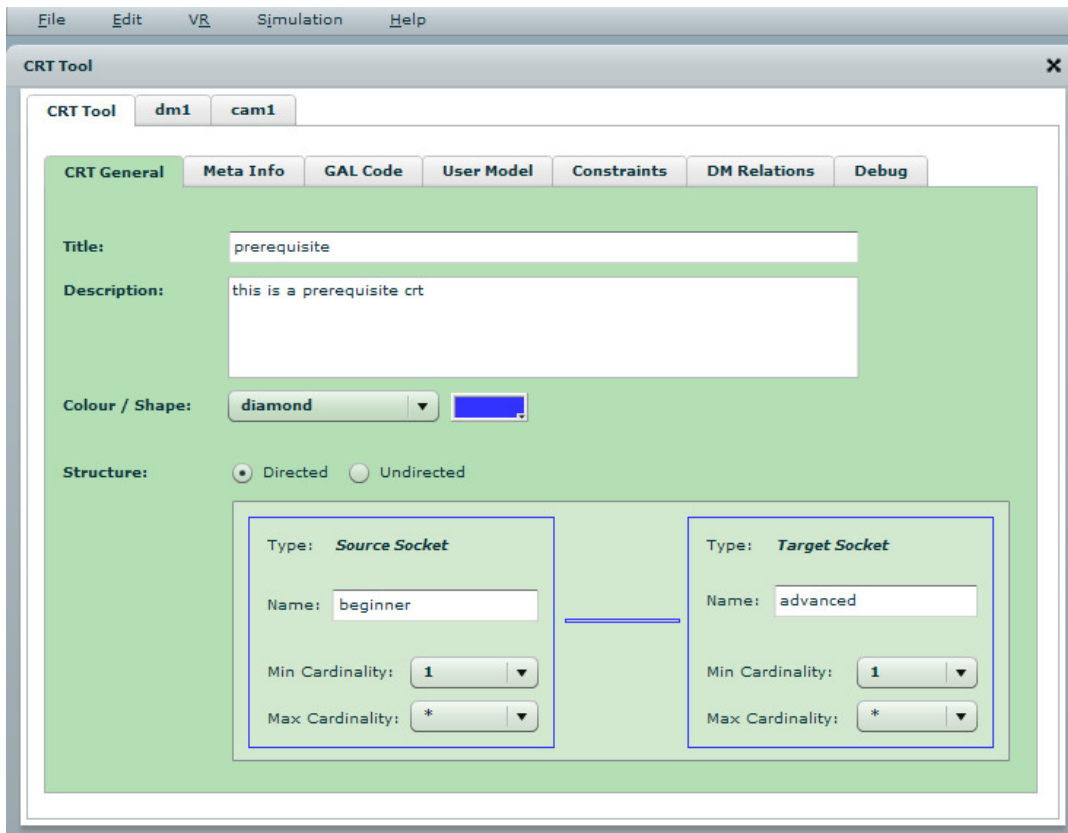 File Edit VR Simulation Help
CRT Tool
CRT Tool dm1 cam1
CRT General Meta Info GAL Code User Model Constraints DM Relations Debug
Title: prerequisite
Description: this is a prerequisite crt
Colour / Shape: diamond
Structure: Directed Undirected
Type: Source Socket Type: Target Socket
Name: beginner Name: advanced
Min Cardinality: 1 Min Cardinality: 1
Max Cardinality: * Max Cardinality: *